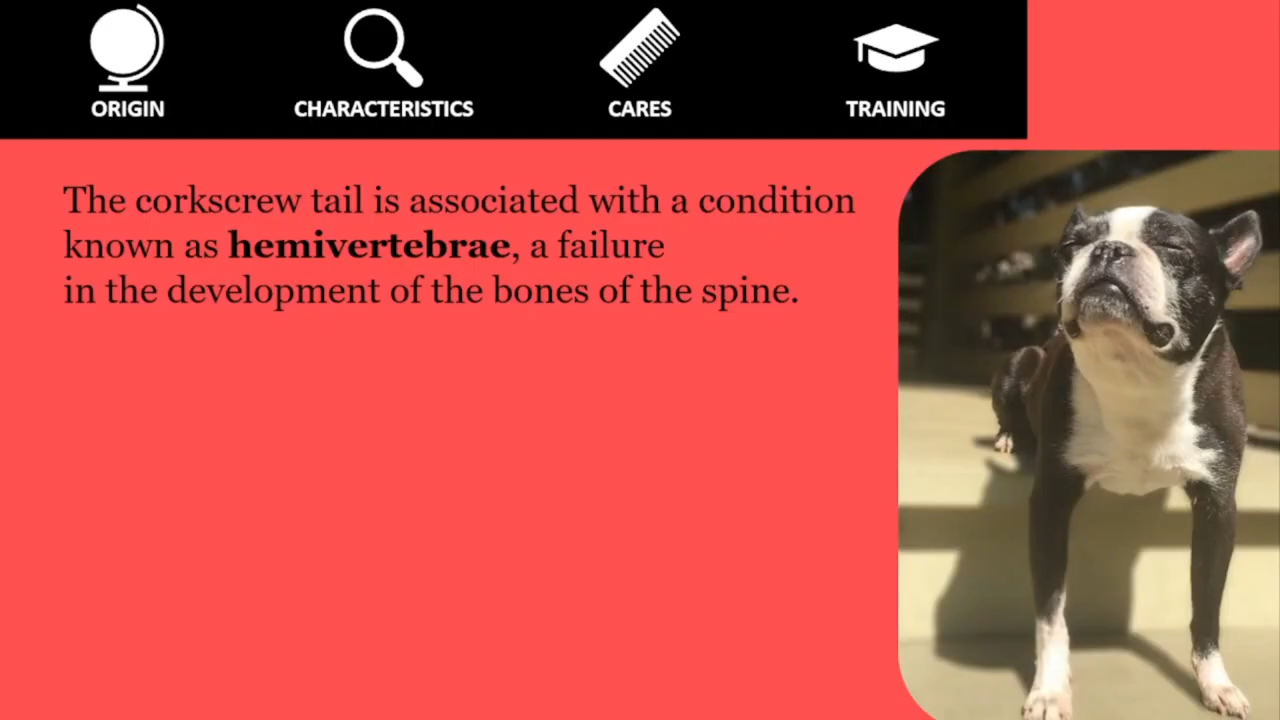 ORIGIN
CHARACTERISTICS
CARES
TRAINING
The corkscrew tail is associated with a condition
known as hemivertebrae, a failure
in the development of the bones of the spine.